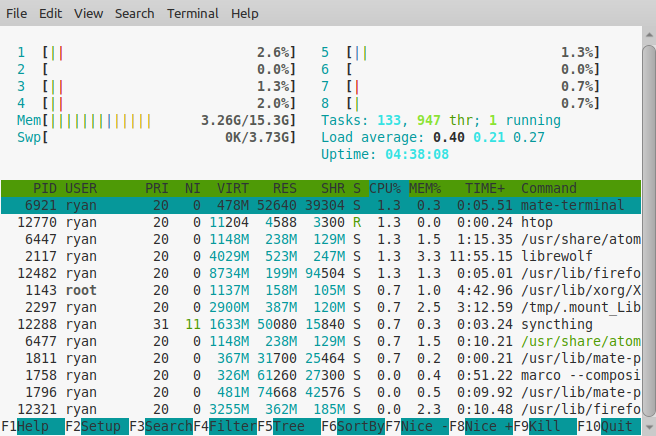 File Edit View Search Terminal Help
1 [|| 2.6%] 5 [|| 1.3%]
2 [ 0.0%] 6 [ 0.0%]
3 [|| 1.3%] 7 [| 0.7%]
4 [|| 2.0%] 8 [| 0.7%]
Mem[||||||||||||| 3.26G/15.3G] Tasks: 133, 947 thr; 1 running
Swp[ 0K/3.73G] Load average: 0.40 0.21 0.27
Uptime: 04:38:08
PID USER PRI NI VIRT RES SHR S CPU% MEM% TIME+ Command
6921 ryan 20 0 478M 52640 39304 S 1.3 0.3 0:05.51 mate-terminal
12770 ryan 20 0 11204 4588 3300 R 1.3 0.0 0:00.24 htop
6447 ryan 20 0 1148M 238M 129M S 1.3 1.5 1:15.35 /usr/share/atom
2117 ryan 20 0 4029M 523M 247M S 1.3 3.3 11:55.15 librewolf
12482 ryan 20 0 8734M 199M 94504 S 1.3 1.3 0:05.01 /usr/lib/firefo
1143 root 20 0 1137M 158M 105M S 0.7 1.0 4:42.96 /usr/lib/xorg/X
2297 ryan 20 0 2900M 387M 120M S 0.7 2.5 3:12.59 /tmp/.mount_Lib
12288 ryan 31 11 1633M 50080 15840 S 0.7 0.3 0:03.24 syncthing
6477 ryan 20 0 1148M 238M 129M S 0.7 1.5 0:10.21 /usr/share/atom
1811 ryan 20 0 367M 31700 25464 S 0.7 0.2 0:00.21 /usr/lib/mate-p
1758 ryan 20 0 326M 61260 27300 S 0.0 0.4 0:51.22 marco --composi
1796 ryan 20 0 481M 74668 42576 S 0.0 0.5 0:09.92 /usr/lib/mate-p
12321 ryan 20 0 3255M 362M 185M S 0.0 2.3 0:10.48 /usr/lib/firefo
F1Help F2Setup F3SearchF4FilterF5Tree F6SortByF7Nice -F8Nice +F9Kill F10Quit